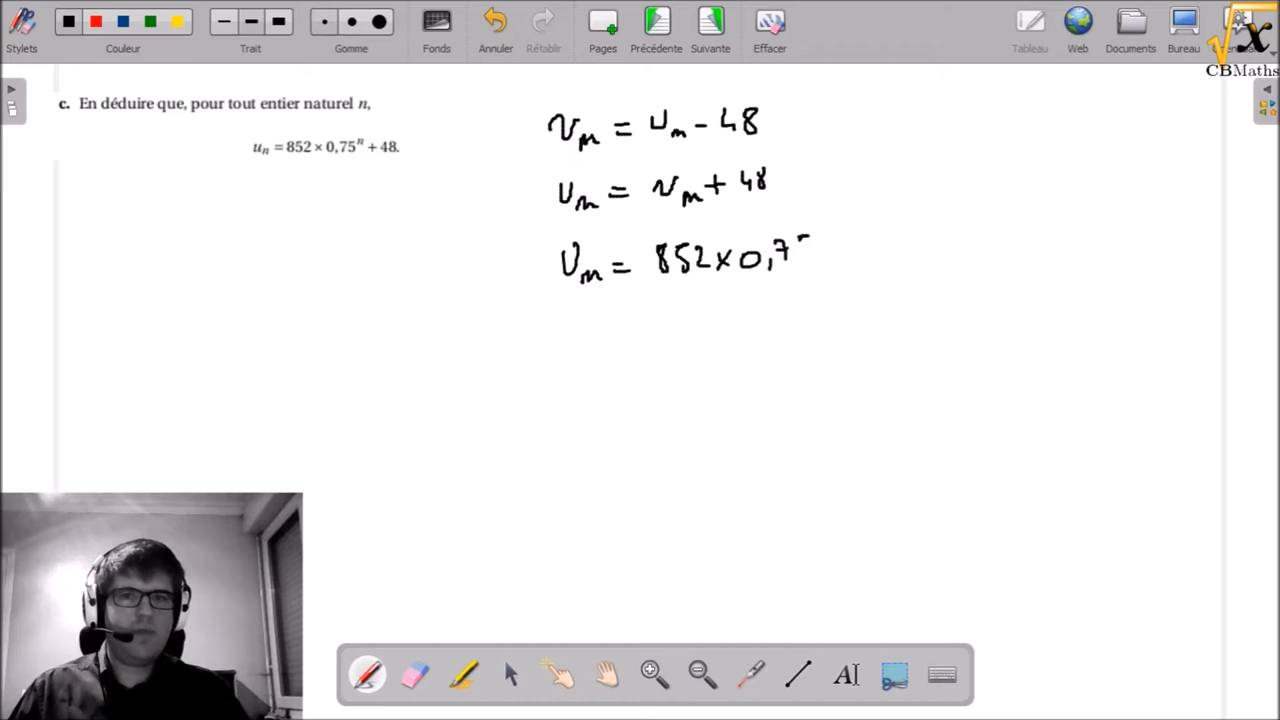 Stylets Couleur Trait Gomme Fonds Annuler Rétablir Pages Précédente Suivante Effacer Tableau Web Documents Bureau
CBMaths
c. En déduire que, pour tout entier naturel n,
uₙ = 852 × 0,75ⁿ + 48.
vₙ = uₙ - 48
uₙ = vₙ + 48
uₙ = 852 × 0,7